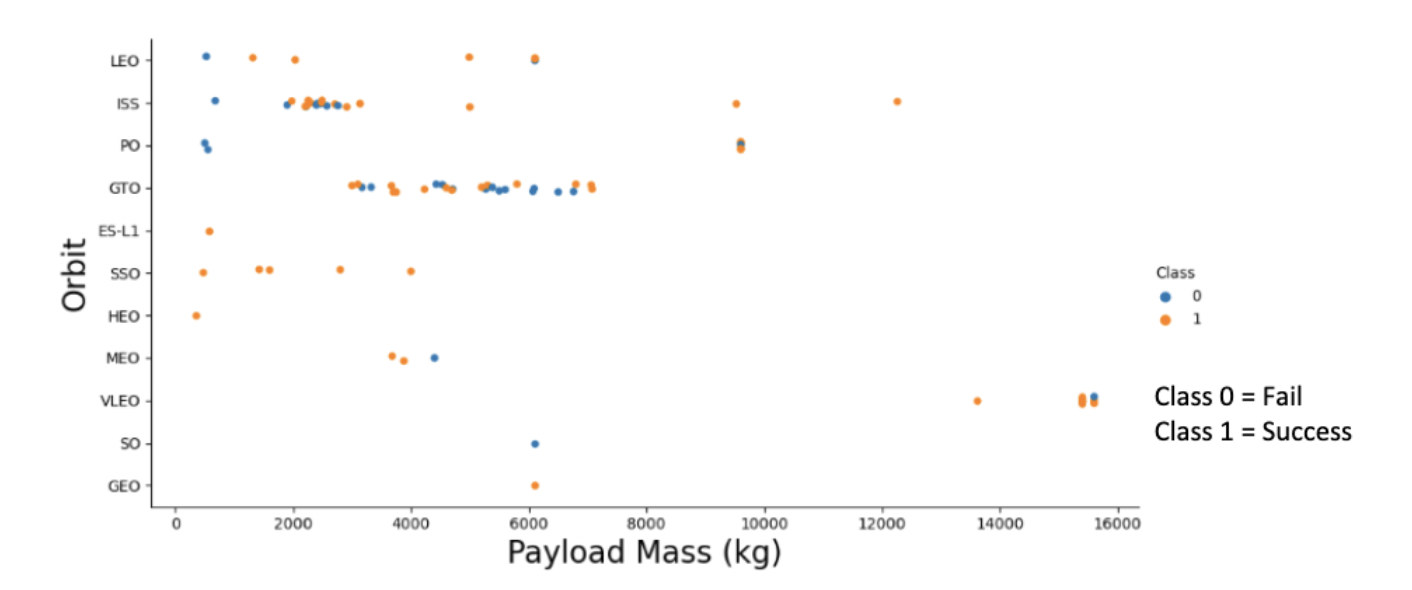 LEO
ISS
PO
GTO
ES-L1
SSO
HEO
MEO
VLEO
SO
GEO
Orbit
0 2000 4000 6000 8000 10000 12000 14000 16000
Payload Mass (kg)
Class
0
1
Class 0 = Fail
Class 1 = Success